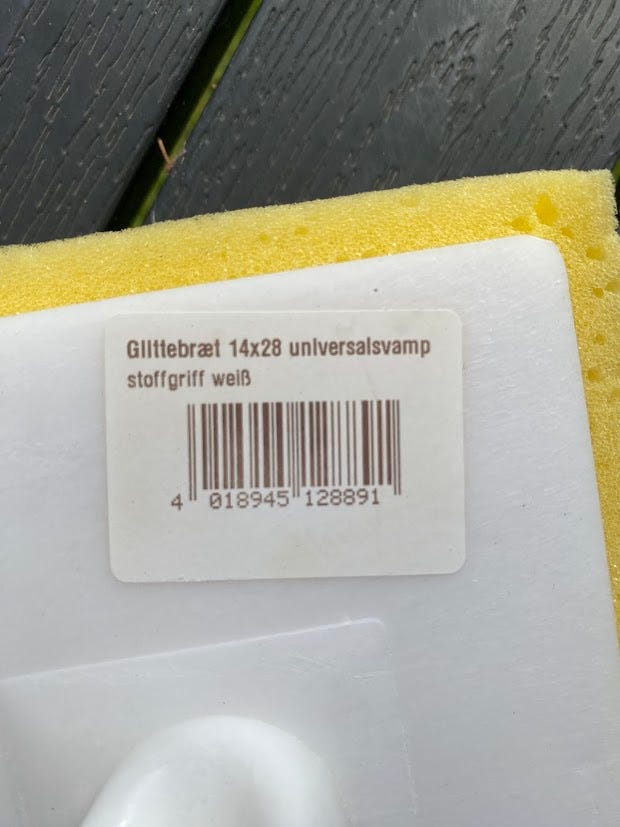 Glittebræt 14x28 universalsvamp
stoffgriff weiß
4 018945 128891